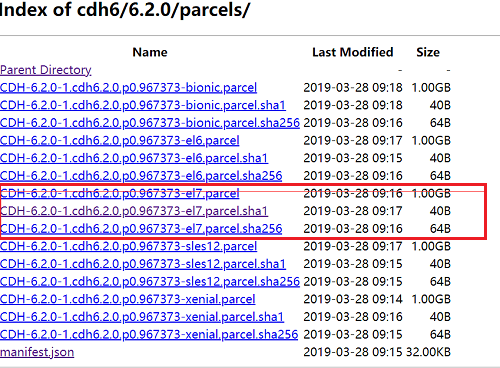 Index of cdh6/6.2.0/parcels/
Name Last Modified Size
Parent Directory - -
CDH-6.2.0-1.cdh6.2.0.p0.967373-bionic.parcel 2019-03-28 09:18 1.00GB
CDH-6.2.0-1.cdh6.2.0.p0.967373-bionic.parcel.sha1 2019-03-28 09:18 40B
CDH-6.2.0-1.cdh6.2.0.p0.967373-bionic.parcel.sha256 2019-03-28 09:16 64B
CDH-6.2.0-1.cdh6.2.0.p0.967373-el6.parcel 2019-03-28 09:17 1.00GB
CDH-6.2.0-1.cdh6.2.0.p0.967373-el6.parcel.sha1 2019-03-28 09:15 40B
CDH-6.2.0-1.cdh6.2.0.p0.967373-el6.parcel.sha256 2019-03-28 09:16 64B
CDH-6.2.0-1.cdh6.2.0.p0.967373-el7.parcel 2019-03-28 09:16 1.00GB
CDH-6.2.0-1.cdh6.2.0.p0.967373-el7.parcel.sha1 2019-03-28 09:17 40B
CDH-6.2.0-1.cdh6.2.0.p0.967373-el7.parcel.sha256 2019-03-28 09:16 64B
CDH-6.2.0-1.cdh6.2.0.p0.967373-sles12.parcel 2019-03-28 09:17 1.00GB
CDH-6.2.0-1.cdh6.2.0.p0.967373-sles12.parcel.sha1 2019-03-28 09:15 40B
CDH-6.2.0-1.cdh6.2.0.p0.967373-sles12.parcel.sha256 2019-03-28 09:15 64B
CDH-6.2.0-1.cdh6.2.0.p0.967373-xenial.parcel 2019-03-28 09:14 1.00GB
CDH-6.2.0-1.cdh6.2.0.p0.967373-xenial.parcel.sha1 2019-03-28 09:16 40B
CDH-6.2.0-1.cdh6.2.0.p0.967373-xenial.parcel.sha256 2019-03-28 09:15 64B
manifest.json 2019-03-28 09:15 32.00KB